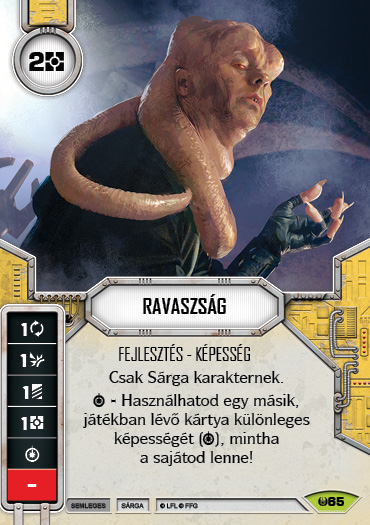 2
RAVASZSÁG
FEJLESZTÉS - KÉPESSÉG
Csak Sárga karakternek.
- Használhatod egy másik,
játékban lévő kártya különleges
képességét ( ), mintha
a sajátod lenne!
1
1
1
1
-
SEMLEGES
SÁRGA
© LFL © FFG
65